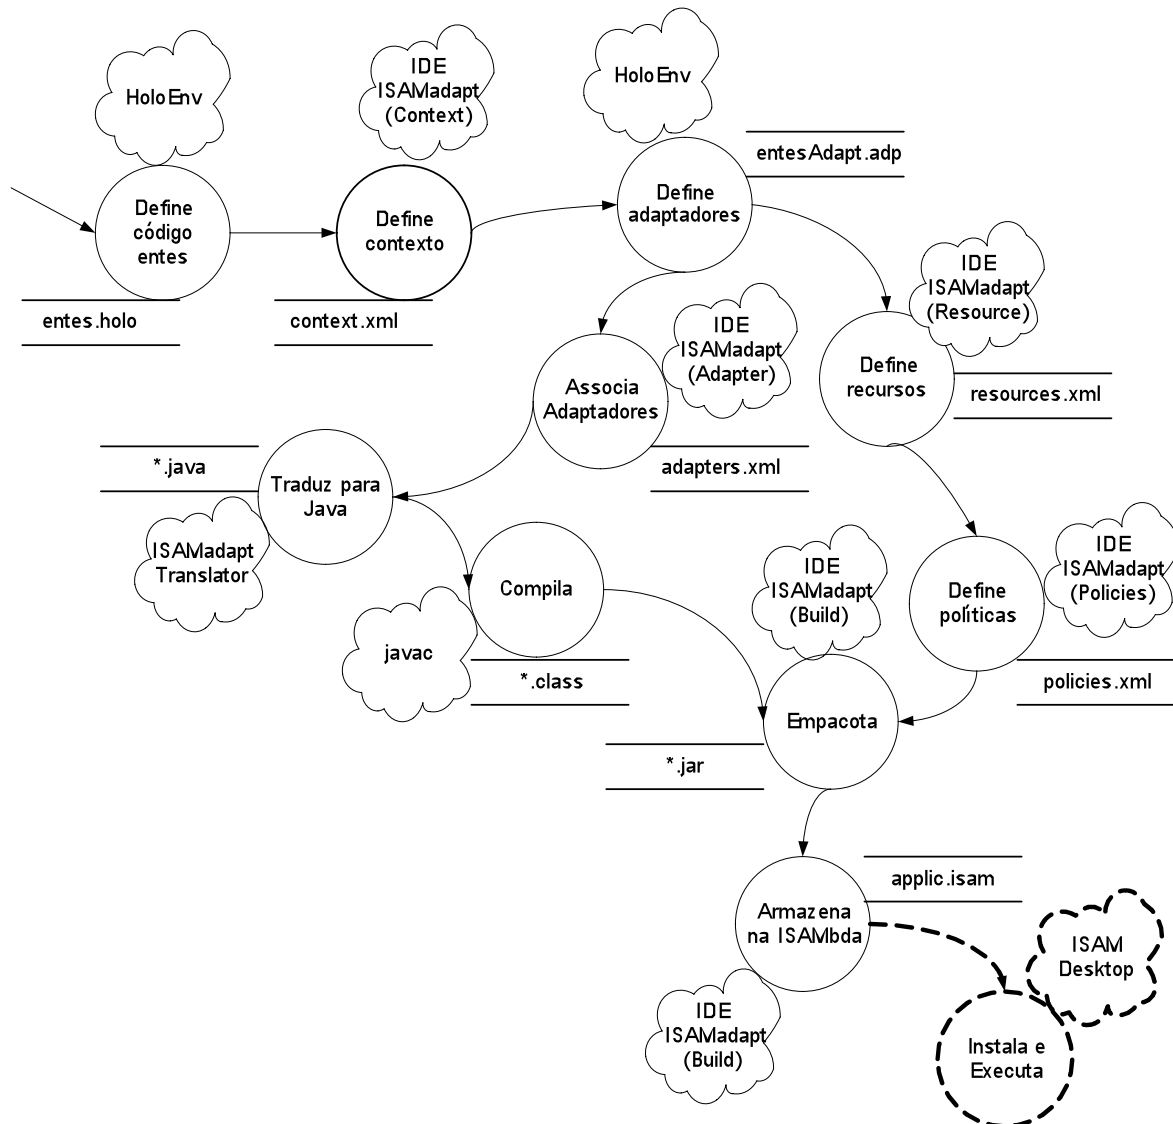 HoloEnv
IDE
ISAMadapt
(Context)
HoloEnv
entesAdapt.adp
Define
código
entes
Define
contexto
Define
adaptadores
entes.holo
context.xml
IDE
ISAMadapt
(Resource)
IDE
ISAMadapt
(Adapter)
Define
recursos
resources.xml
Associa
Adaptadores
adapters.xml
*.java
Traduz para
Java
ISAMadapt
Translator
Compila
IDE
ISAMadapt
(Build)
Define
políticas
IDE
ISAMadapt
(Policies)
javac
*.class
policies.xml
Empacota
*.jar
applic.isam
Armazena
na ISAMbda
ISAM
Desktop
IDE
ISAMadapt
(Build)
Instala e
Executa